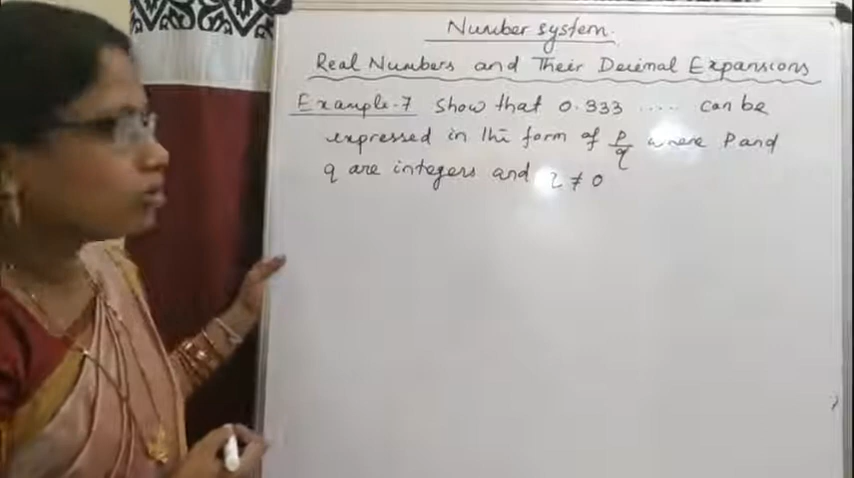 Number system.
Real Numbers and Their Decimal Expansions
Example-7 Show that 0.333 ..... can be
expressed in the form of p/q where p and
q are integers and q ≠ 0